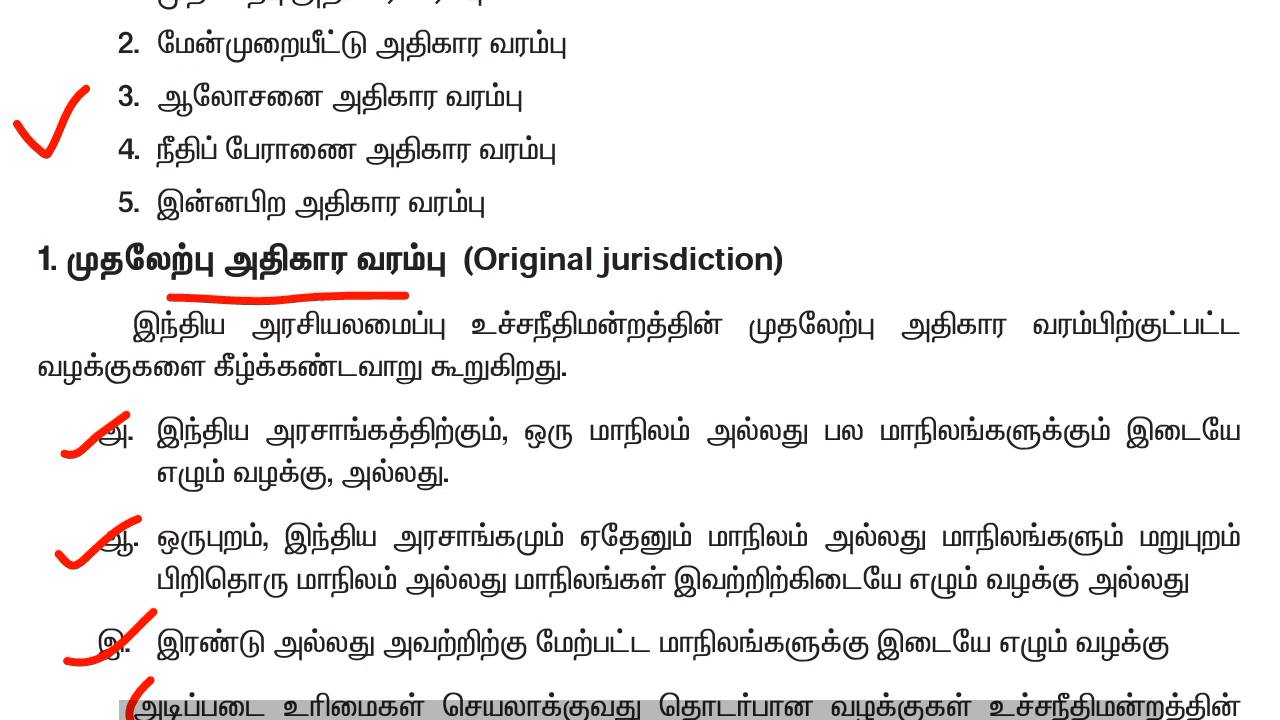 2. மேன்முறையீட்டு அதிகார வரம்பு
3. ஆலோசனை அதிகார வரம்பு
4. நீதிப் பேராணை அதிகார வரம்பு
5. இன்னபிற அதிகார வரம்பு
1. முதலேற்பு அதிகார வரம்பு (Original jurisdiction)
இந்திய அரசியலமைப்பு உச்சநீதிமன்றத்தின் முதலேற்பு அதிகார வரம்பிற்குட்பட்ட
வழக்குகளை கீழ்க்கண்டவாறு கூறுகிறது.
அ. இந்திய அரசாங்கத்திற்கும், ஒரு மாநிலம் அல்லது பல மாநிலங்களுக்கும் இடையே
எழும் வழக்கு, அல்லது.
ஆ. ஒருபுறம், இந்திய அரசாங்கமும் ஏதேனும் மாநிலம் அல்லது மாநிலங்களும் மறுபுறம்
பிறிதொரு மாநிலம் அல்லது மாநிலங்கள் இவற்றிற்கிடையே எழும் வழக்கு அல்லது
இ. இரண்டு அல்லது அவற்றிற்கு மேற்பட்ட மாநிலங்களுக்கு இடையே எழும் வழக்கு
அடிப்படை உரிமைகள் செயலாக்குவது தொடர்பான வழக்குகள் உச்சநீதிமன்றத்தின்